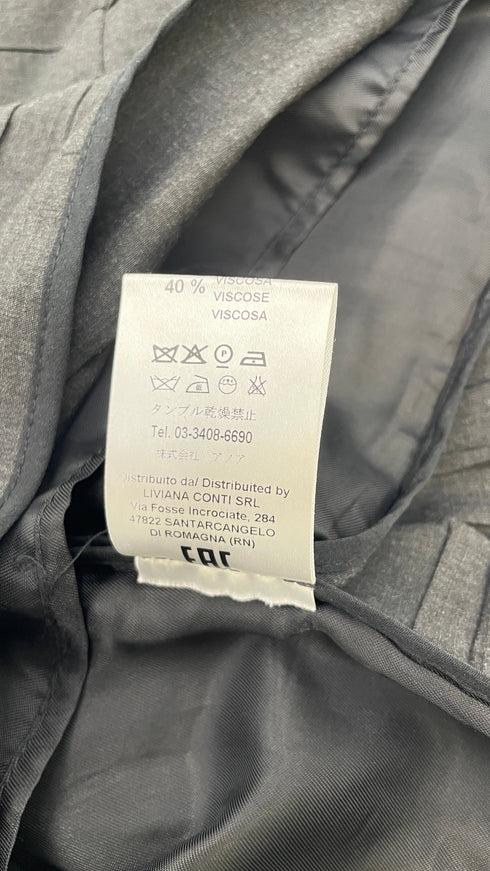 40 % VISCOSA
VISCOSE
VISCOSA
P
タンブル乾燥禁止
Tel. 03-3408-6690
株式会社 アノア
Distribuito da/ Distributed by
LIVIANA CONTI SRL
Via Fosse Incrociate, 284
47822 SANTARCANGELO
DI ROMAGNA (RN)
EAC